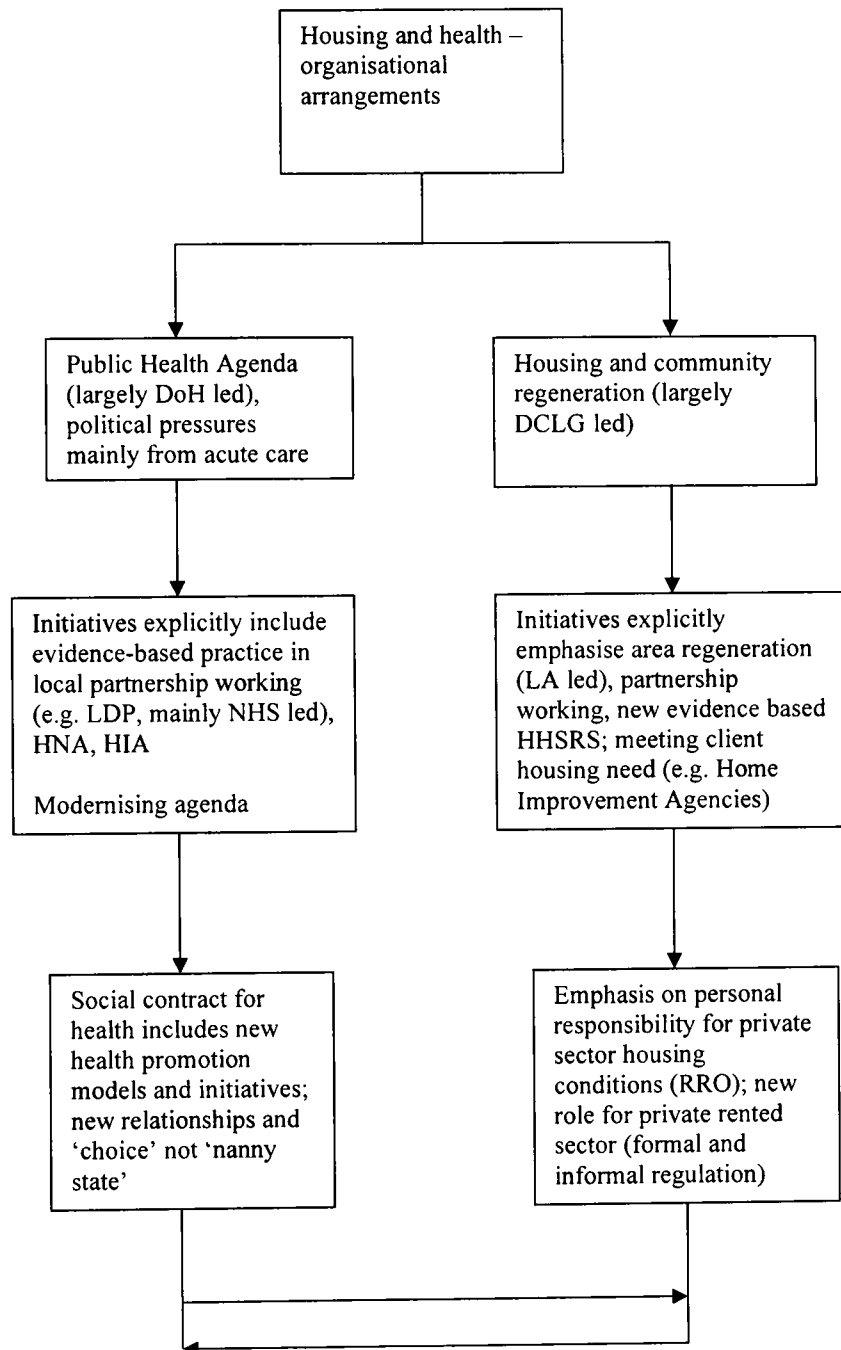 Housing and health –
organisational
arrangements
Public Health Agenda
(largely DoH led),
political pressures
mainly from acute care
Housing and community
regeneration (largely
DCLG led)
Initiatives explicitly include
evidence-based practice in
local partnership working
(e.g. LDP, mainly NHS led),
HNA, HIA
Modernising agenda
Initiatives explicitly
emphasise area regeneration
(LA led), partnership
working, new evidence based
HHSRS; meeting client
housing need (e.g. Home
Improvement Agencies)
Social contract for
health includes new
health promotion
models and initiatives;
new relationships and
‘choice’ not ‘nanny
state’
Emphasis on personal
responsibility for private
sector housing
conditions (RRO); new
role for private rented
sector (formal and
informal regulation)